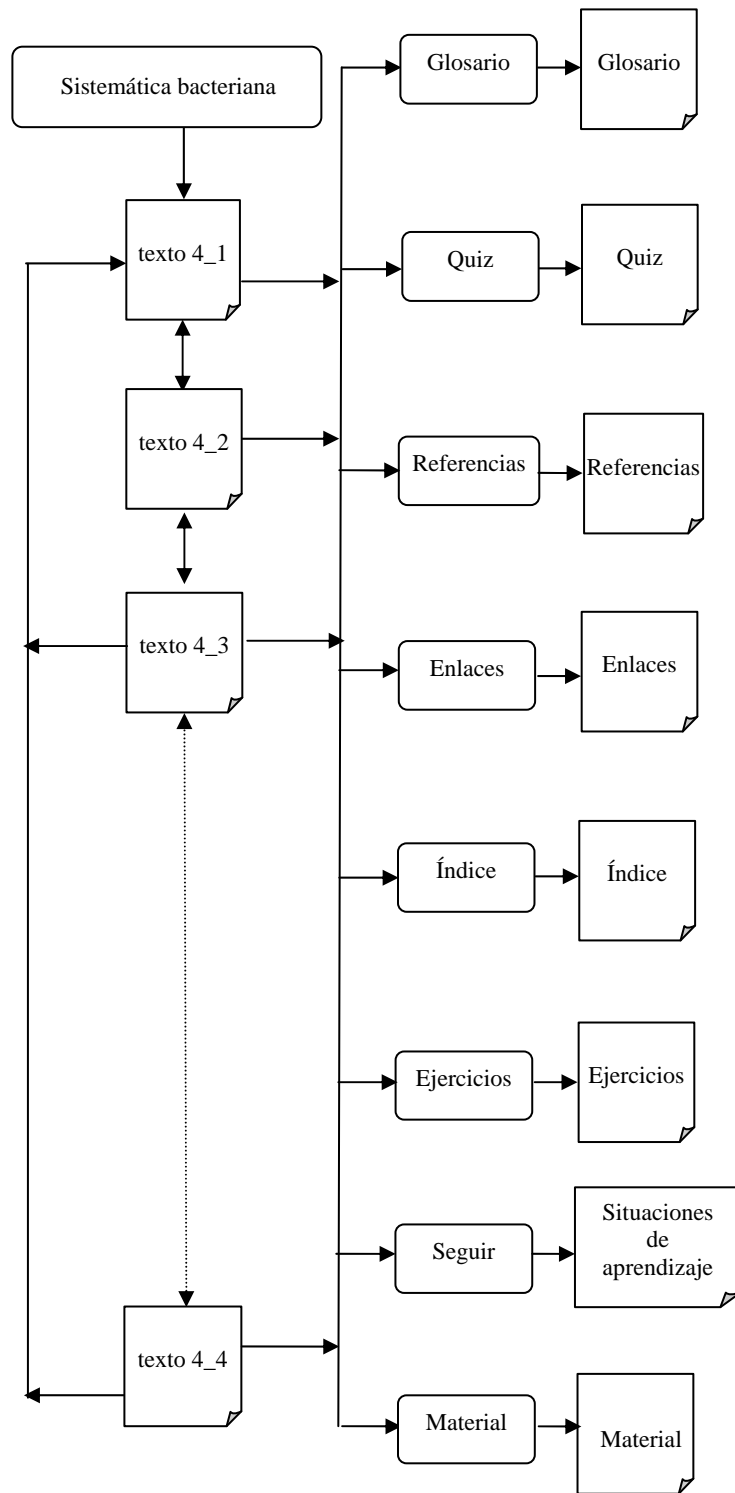 Glosario
Glosario
Sistemática bacteriana
texto 4_1
Quiz
Quiz
texto 4_2
Referencias
Referencias
texto 4_3
Enlaces
Enlaces
Índice
Índice
Ejercicios
Ejercicios
Seguir
Situaciones
de
aprendizaje
texto 4_4
Material
Material